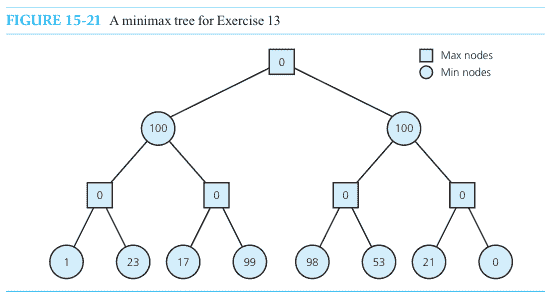 FIGURE 15-21 A minimax tree for Exercise 13
Max nodes
Min nodes
0
100 100
0 0 0 0
1 23 17 99 98 53 21 0